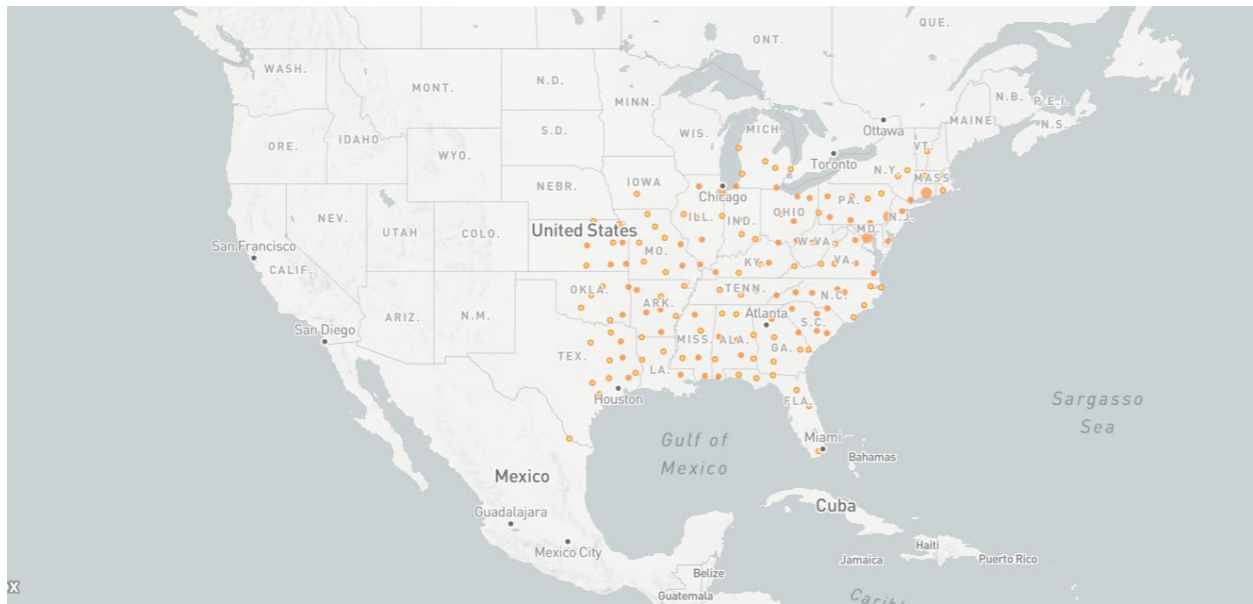 QUE.
ONT.
WASH.
MONT.
N.D.
MINN.
N.B.
P.E.I.
N.S.
MAINE
Ottawa
ORE.
IDAHO
S.D.
WIS.
MICH.
Toronto
VT.
WYO.
N.Y.
MASS.
NEBR.
IOWA
Chicago
PA.
NEV.
UTAH
COLO.
United States
ILL.
IND.
OHIO
N.J.
MD.
San Francisco
CALIF.
MO.
W.VA.
KY.
VA.
OKLA.
TENN.
N.C.
ARIZ.
N.M.
ARK.
Atlanta
S.C.
San Diego
MISS.
ALA.
GA.
TEX.
LA.
Houston
FLA.
Sargasso
Sea
Gulf of
Mexico
Miami
Bahamas
Mexico
Cuba
Guadalajara
Mexico City
Haiti
Jamaica
Puerto Rico
Belize
Guatemala